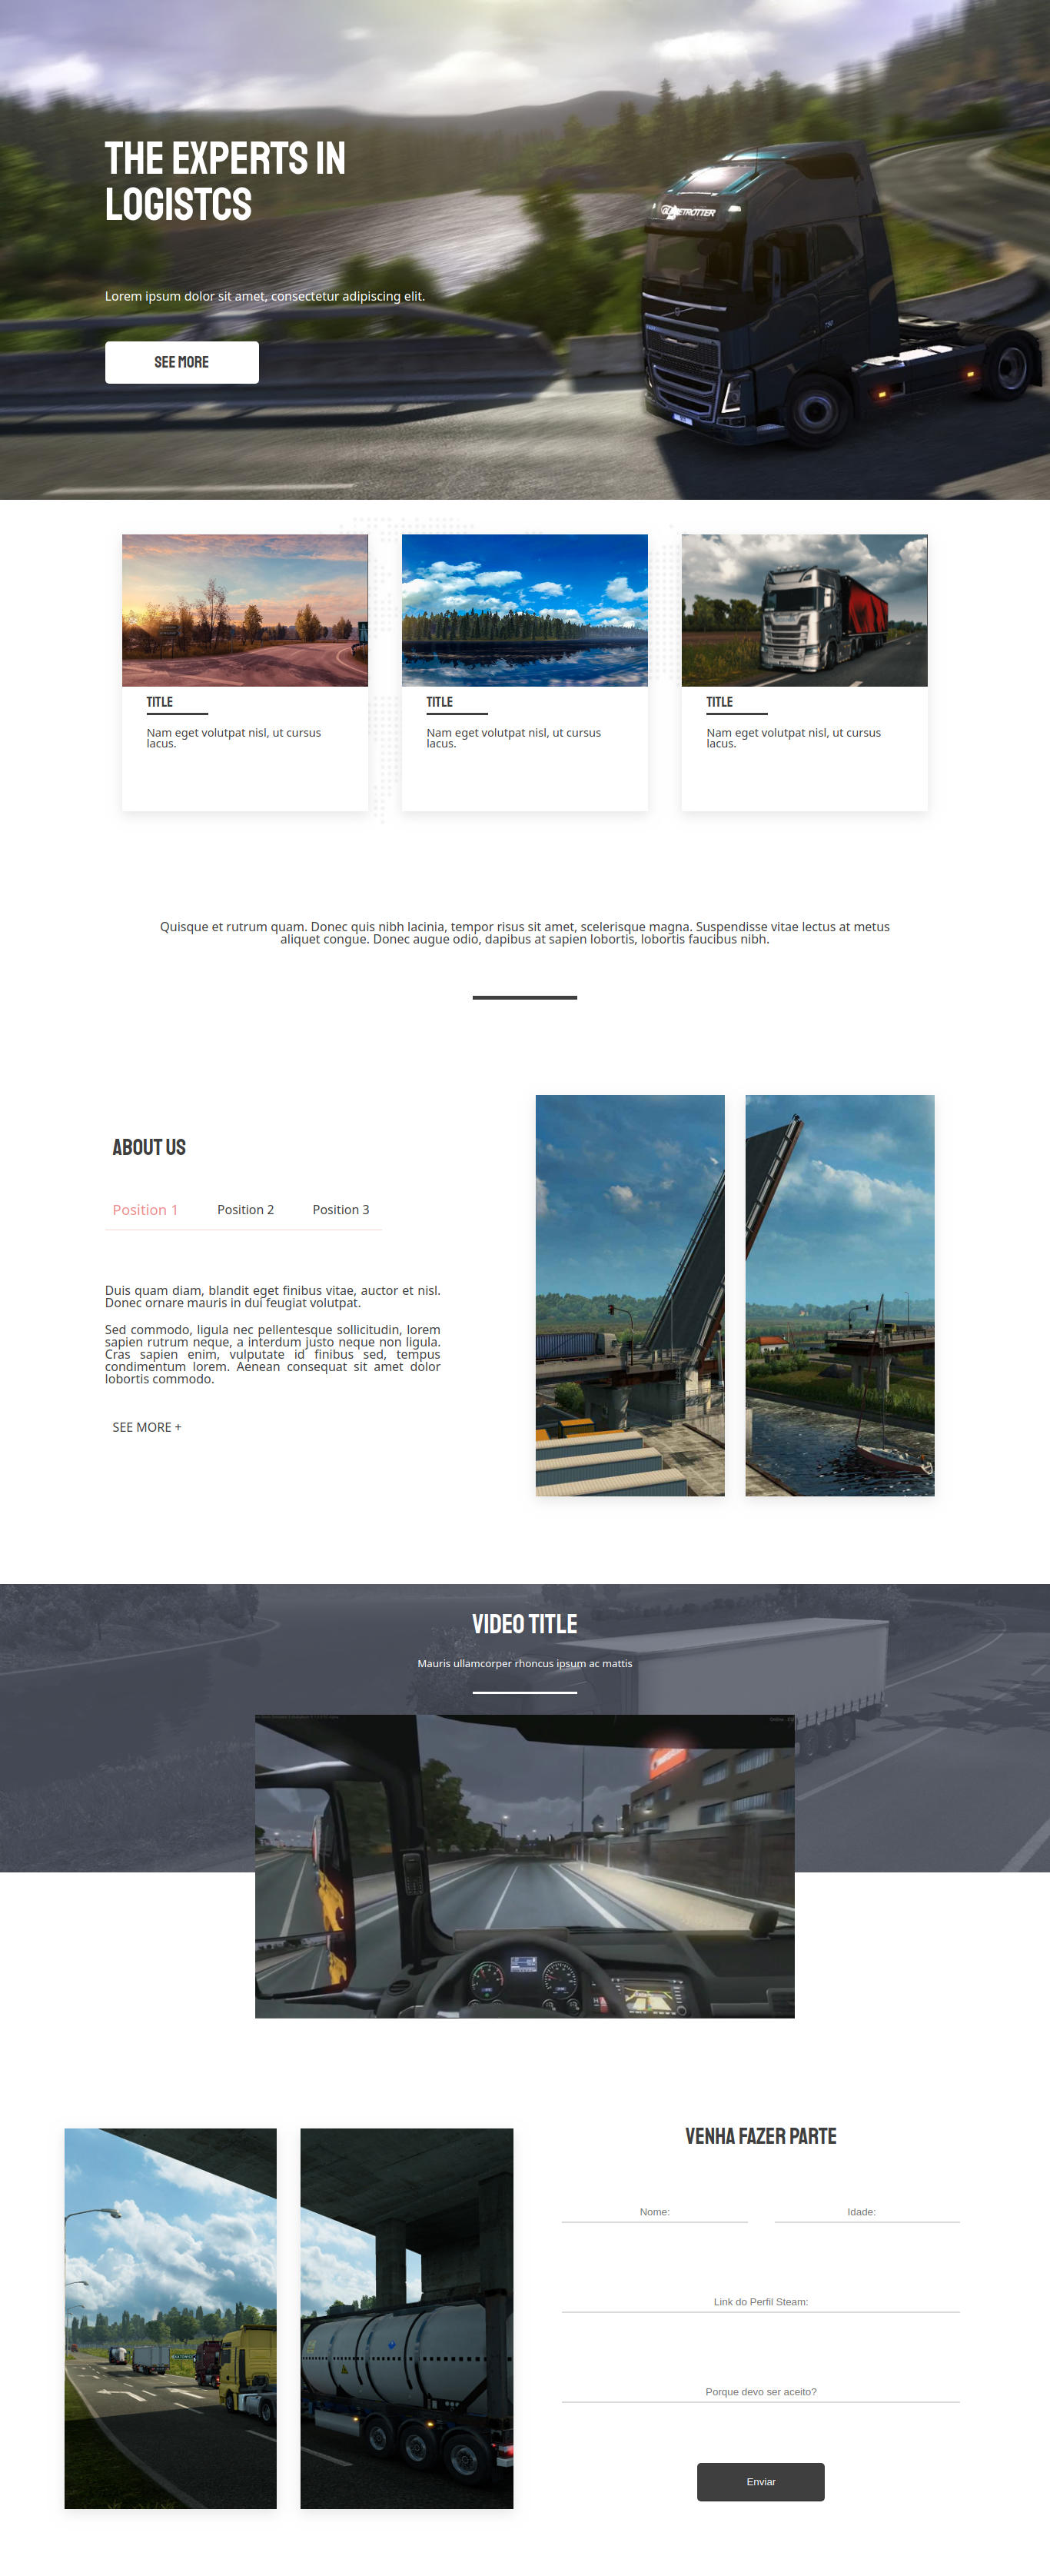 THE EXPERTS IN
LOGISTCS
Lorem ipsum dolor sit amet, consectetur adipiscing elit.
SEE MORE
TITLE
Nam eget volutpat nisl, ut cursus
lacus.
TITLE
Nam eget volutpat nisl, ut cursus
lacus.
TITLE
Nam eget volutpat nisl, ut cursus
lacus.
Quisque et rutrum quam. Donec quis nibh lacinia, tempor risus sit amet, scelerisque magna. Suspendisse vitae lectus at metus
aliquet congue. Donec augue odio, dapibus at sapien lobortis, lobortis faucibus nibh.
ABOUT US
Position 1 Position 2 Position 3
Duis quam diam, blandit eget finibus vitae, auctor et nisl.
Donec ornare mauris in dui feugiat volutpat.
Sed commodo, ligula nec pellentesque sollicitudin, lorem
sapien rutrum neque, a interdum justo neque non ligula.
Cras sapien enim, vulputate id finibus sed, tempus
condimentum lorem. Aenean consequat sit amet dolor
lobortis commodo.
SEE MORE +
VIDEO TITLE
Mauris ullamcorper rhoncus ipsum ac mattis
VENHA FAZER PARTE
Nome: Idade:
Link do Perfil Steam:
Porque devo ser aceito?
Enviar